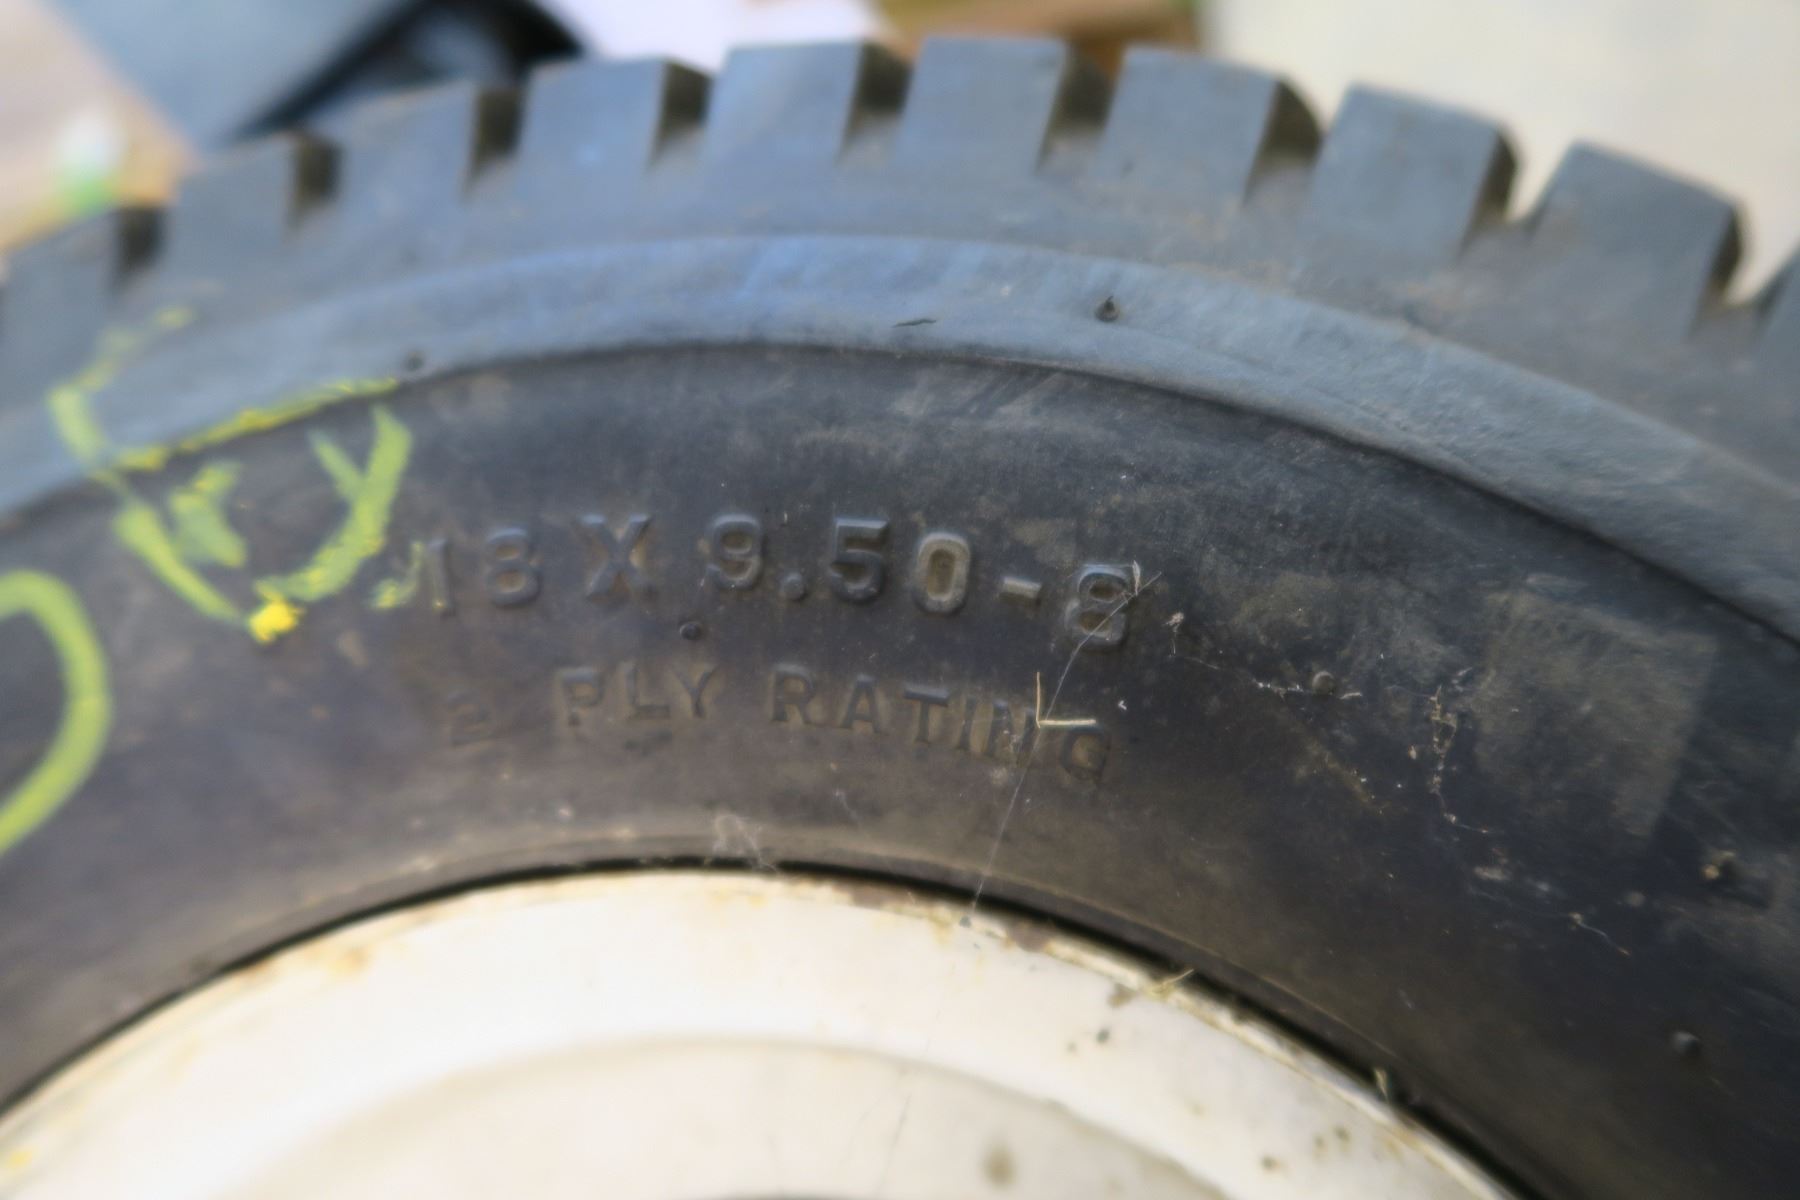 18 X 9.50-8
2 PLY RATING